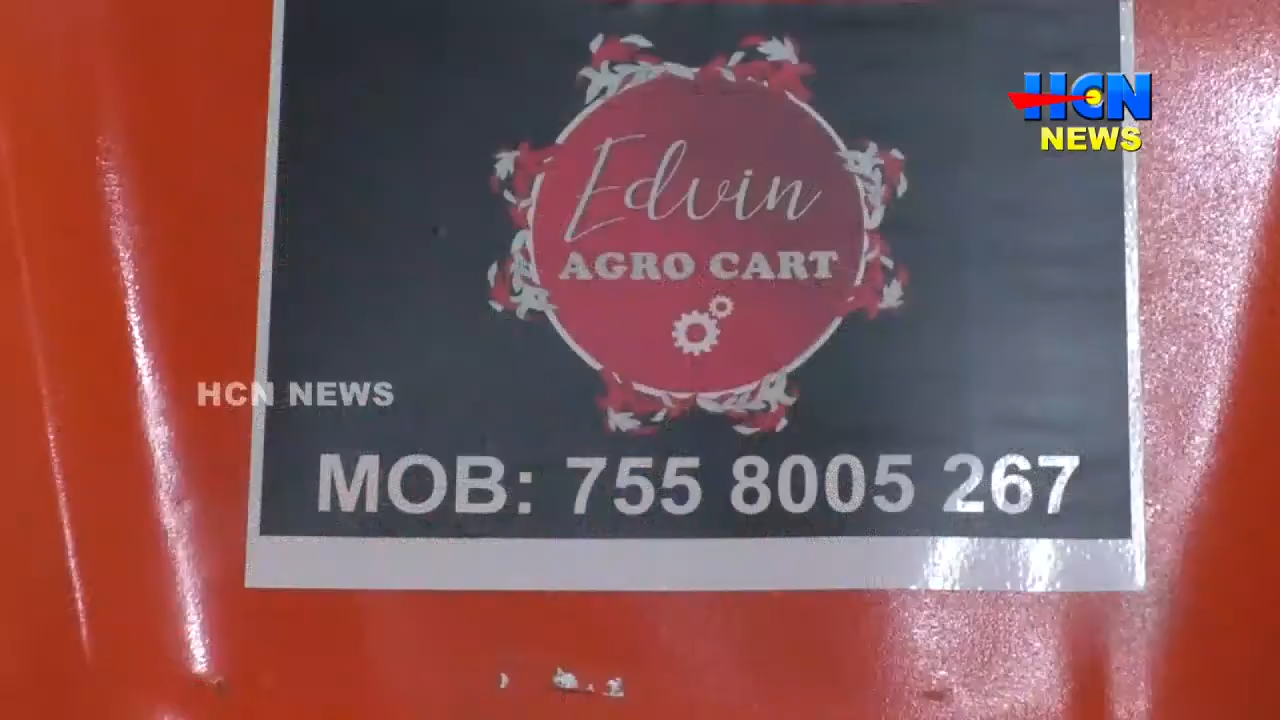 HCN
NEWS
Edvin
AGRO CART
HCN NEWS
MOB: 755 8005 267